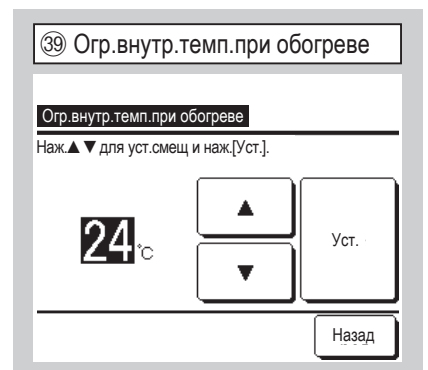 ㊴ Огр.внутр.темп.при обогреве
Огр.внутр.темп.при обогреве
Наж.▲▼ для уст.смещ и наж.[Уст.].
▲
24°C
Уст.
▼
Назад